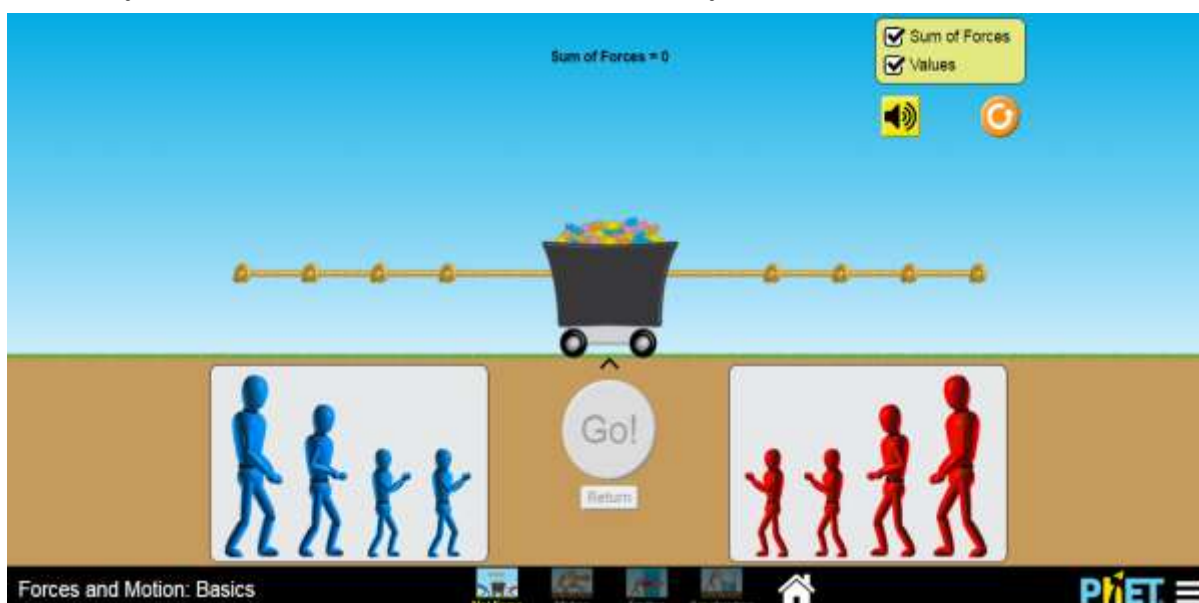 Sum of Forces = 0
Sum of Forces
Values
Go!
Return
Forces and Motion: Basics
PhET